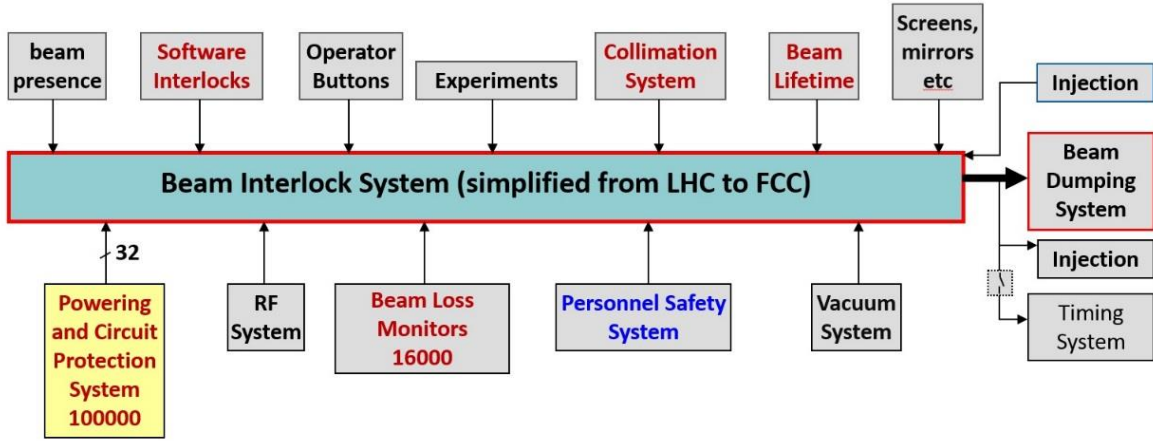 beam
presence
Software
Interlocks
Operator
Buttons
Experiments
Collimation
System
Beam
Lifetime
Screens,
mirrors
etc
Injection
Beam Interlock System (simplified from LHC to FCC)
Beam
Dumping
System
Injection
Timing
System
32
Powering
and Circuit
Protection
System
100000
RF
System
Beam Loss
Monitors
16000
Personnel Safety
System
Vacuum
System